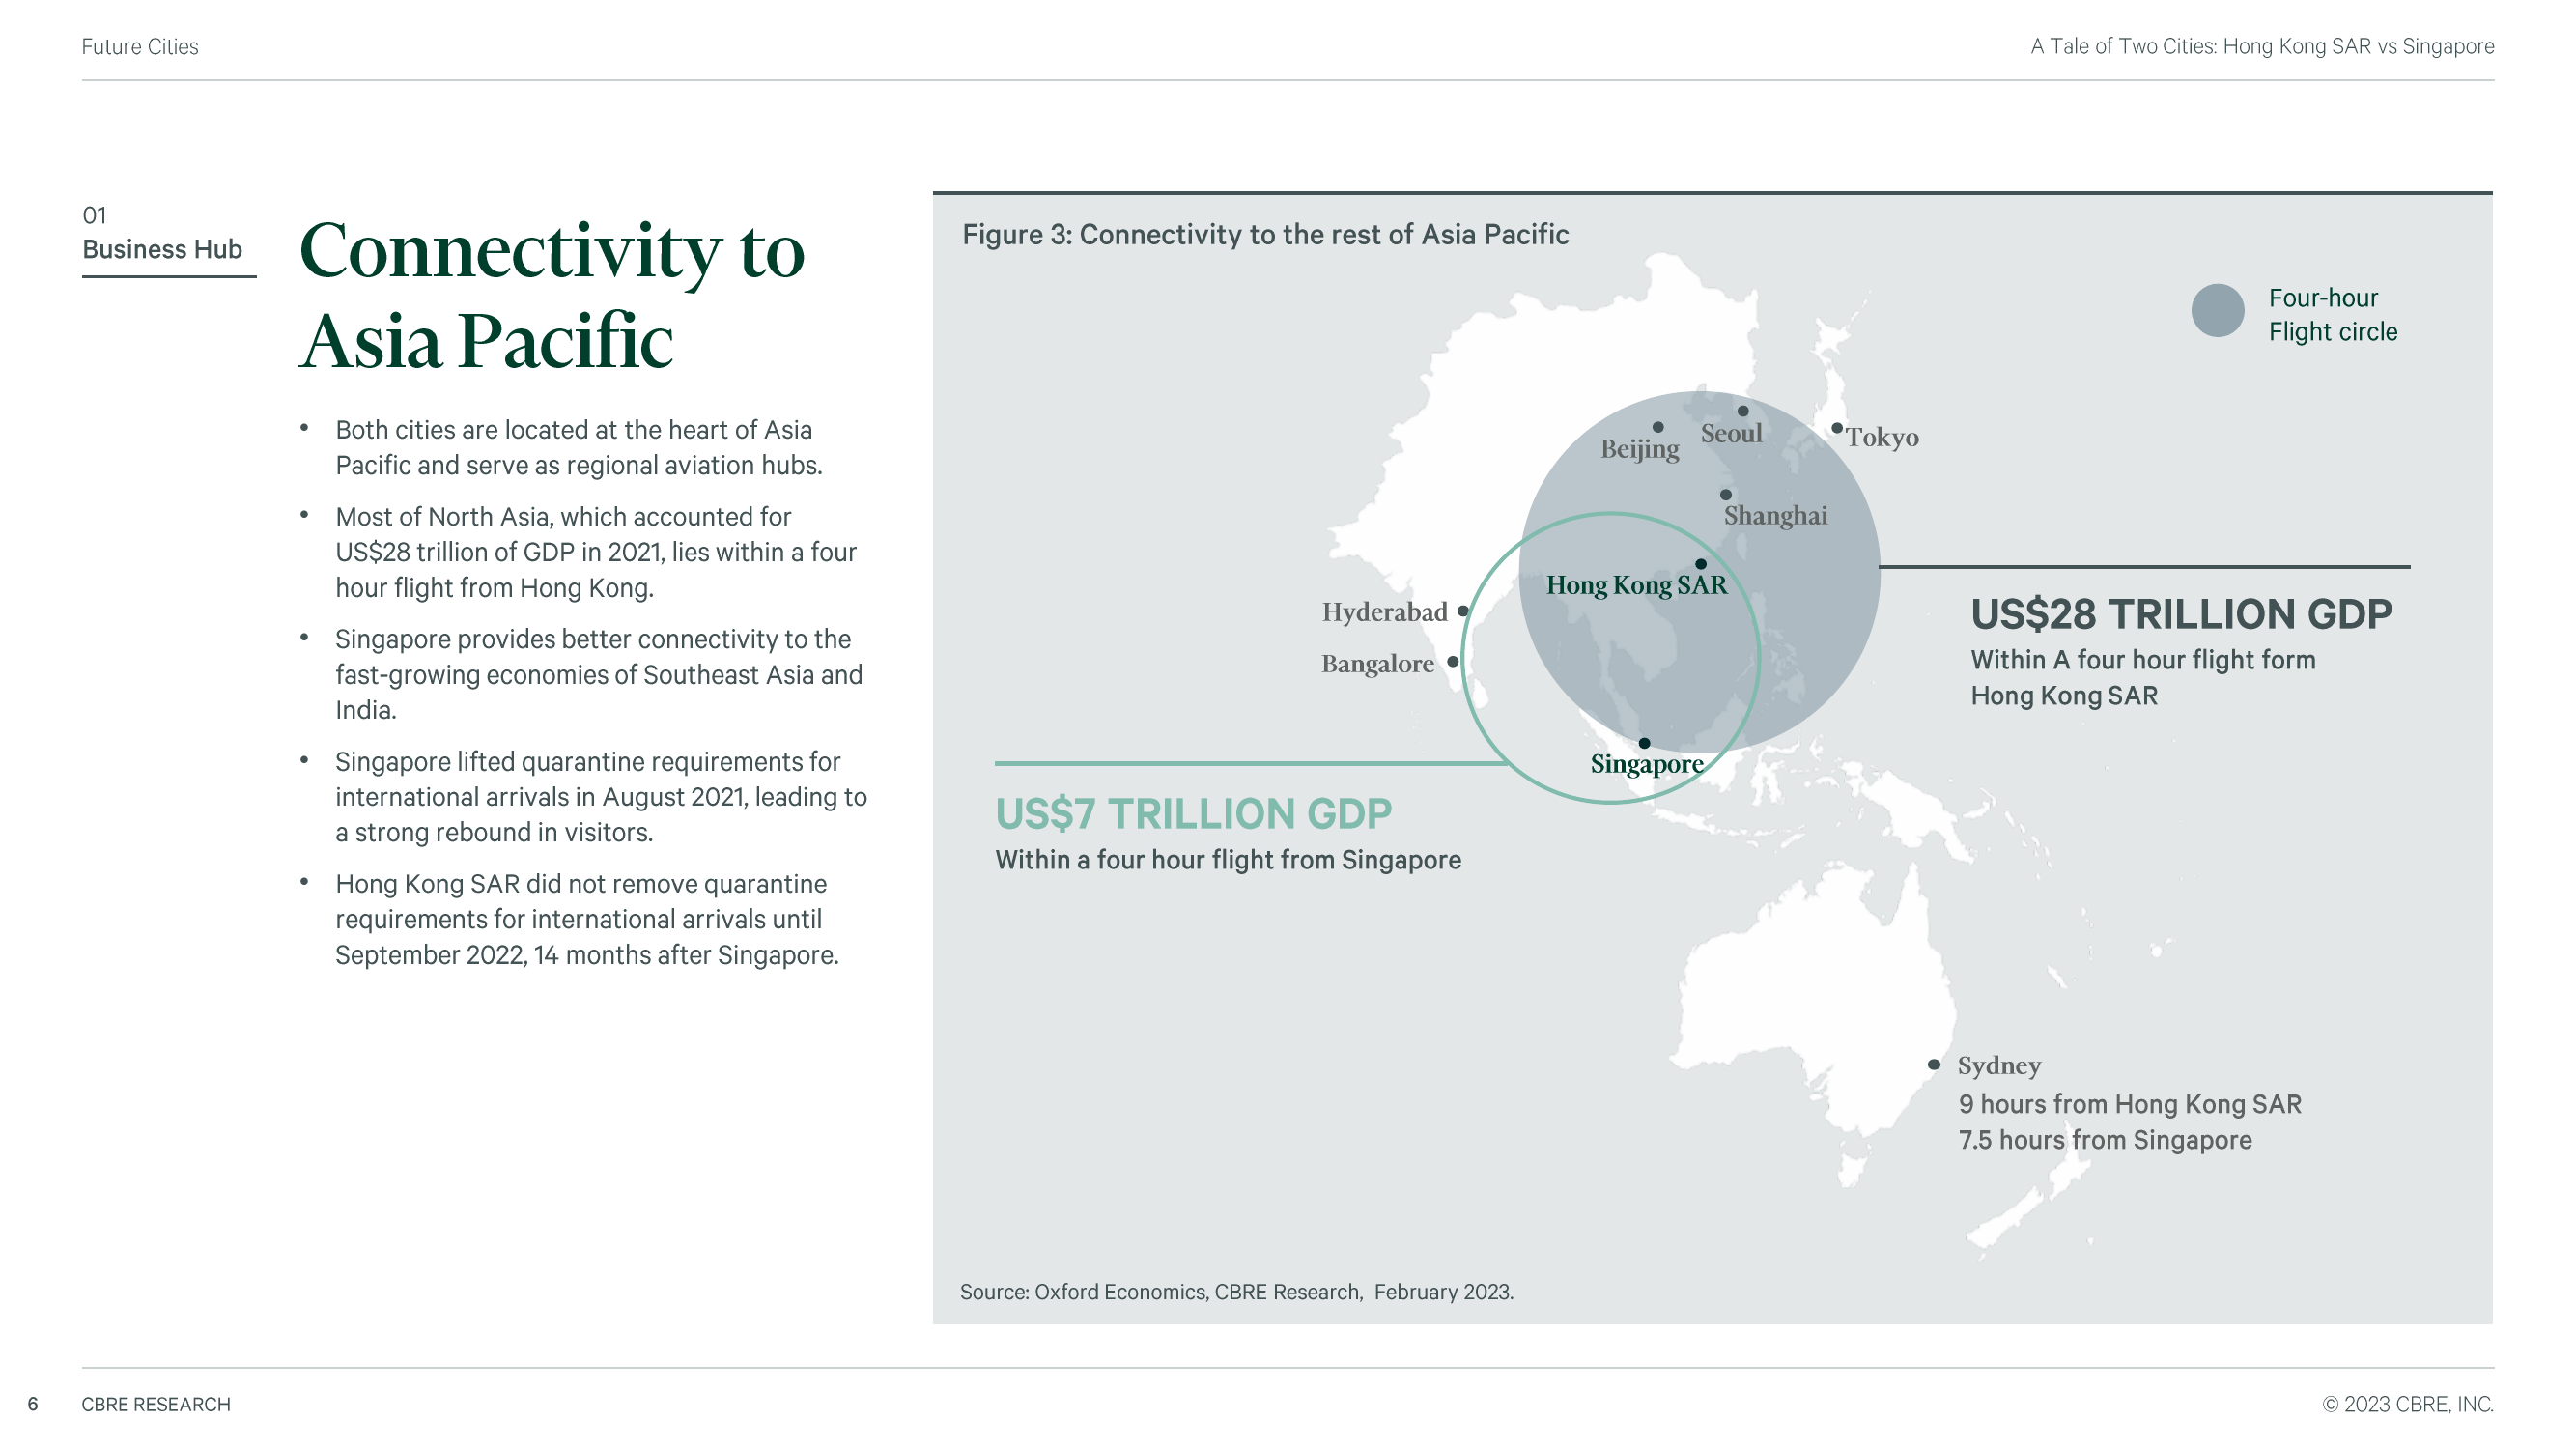 Future Cities
A Tale of Two Cities: Hong Kong SAR vs Singapore
01
Business Hub
Connectivity to
Asia Pacific
• Both cities are located at the heart of Asia
Pacific and serve as regional aviation hubs.
• Most of North Asia, which accounted for
US$28 trillion of GDP in 2021, lies within a four
hour flight from Hong Kong.
• Singapore provides better connectivity to the
fast-growing economies of Southeast Asia and
India.
• Singapore lifted quarantine requirements for
international arrivals in August 2021, leading to
a strong rebound in visitors.
• Hong Kong SAR did not remove quarantine
requirements for international arrivals until
September 2022, 14 months after Singapore.
Figure 3: Connectivity to the rest of Asia Pacific
Four-hour
Flight circle
Beijing
Seoul
Tokyo
Shanghai
Hong Kong SAR
Hyderabad
Bangalore
Singapore
US$28 TRILLION GDP
Within A four hour flight form
Hong Kong SAR
US$7 TRILLION GDP
Within a four hour flight from Singapore
Sydney
9 hours from Hong Kong SAR
7.5 hours from Singapore
Source: Oxford Economics, CBRE Research, February 2023.
6
CBRE RESEARCH
© 2023 CBRE, INC.